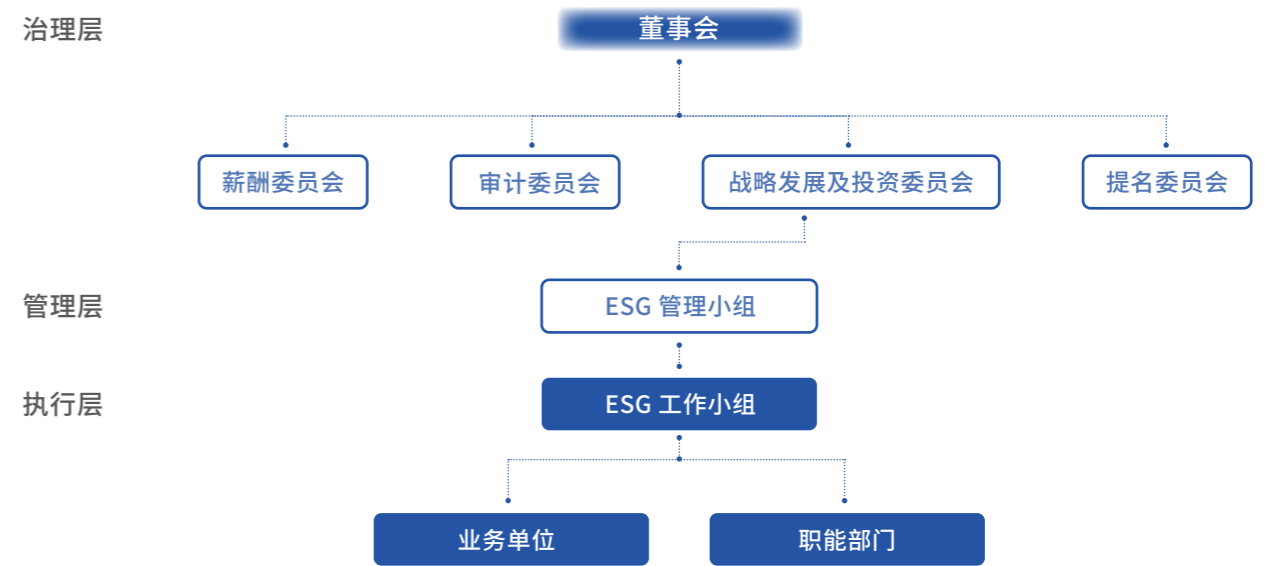 治理层
董事会
薪酬委员会
审计委员会
战略发展及投资委员会
提名委员会
管理层
ESG 管理小组
执行层
ESG 工作小组
业务单位
职能部门